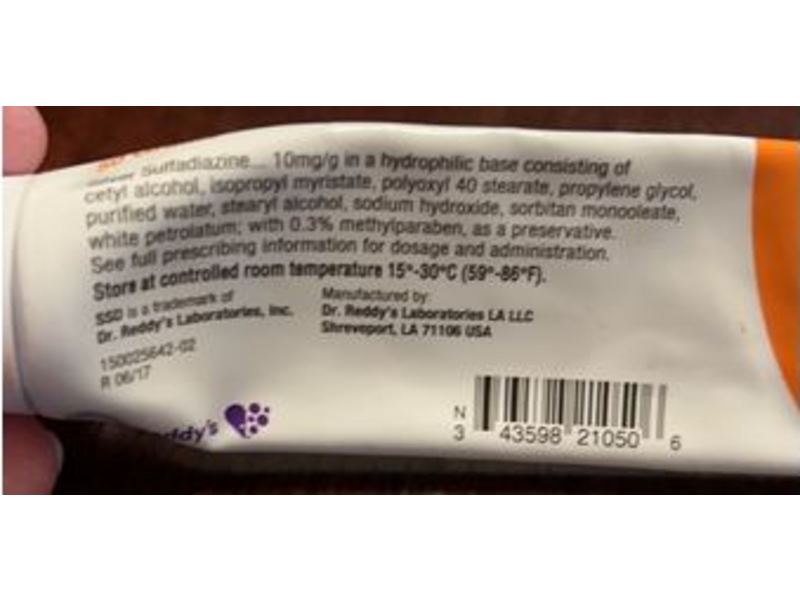 sulfadiazine... 10mg/g in a hydrophilic base consisting of
cetyl alcohol, isopropyl myristate, polyoxyl 40 stearate, propylene glycol,
purified water, stearyl alcohol, sodium hydroxide, sorbitan monooleate,
white petrolatum; with 0.3% methylparaben, as a preservative.
See full prescribing information for dosage and administration.
Store at controlled room temperature 15°-30°C (59°-86°F).
SSD is a trademark of
Dr. Reddy's Laboratories, Inc.
Manufactured by:
Dr. Reddy's Laboratories LA LLC
Shreveport, LA 71106 USA
150025642-02
R 06/17
ddy's
N
3 43598 21050 6